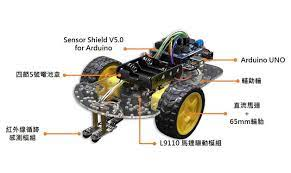 Sensor Shield V5.0
for Arduino
Arduino UNO
四節5號電池盒
輔助輪
直流馬達
+
65mm輪胎
紅外線循跡
感測模組
L9110 馬達驅動模組